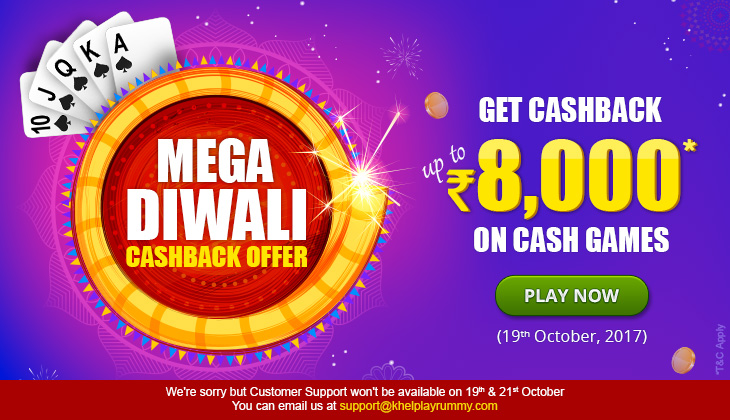 10
J
Q
K
A
MEGA
DIWALI
CASHBACK OFFER
GET CASHBACK
up to
₹8,000*
ON CASH GAMES
PLAY NOW
(19th October, 2017)
*T&C Apply
We're sorry but Customer Support won't be available on 19th & 21st October
You can email us at support@khelplayrummy.com